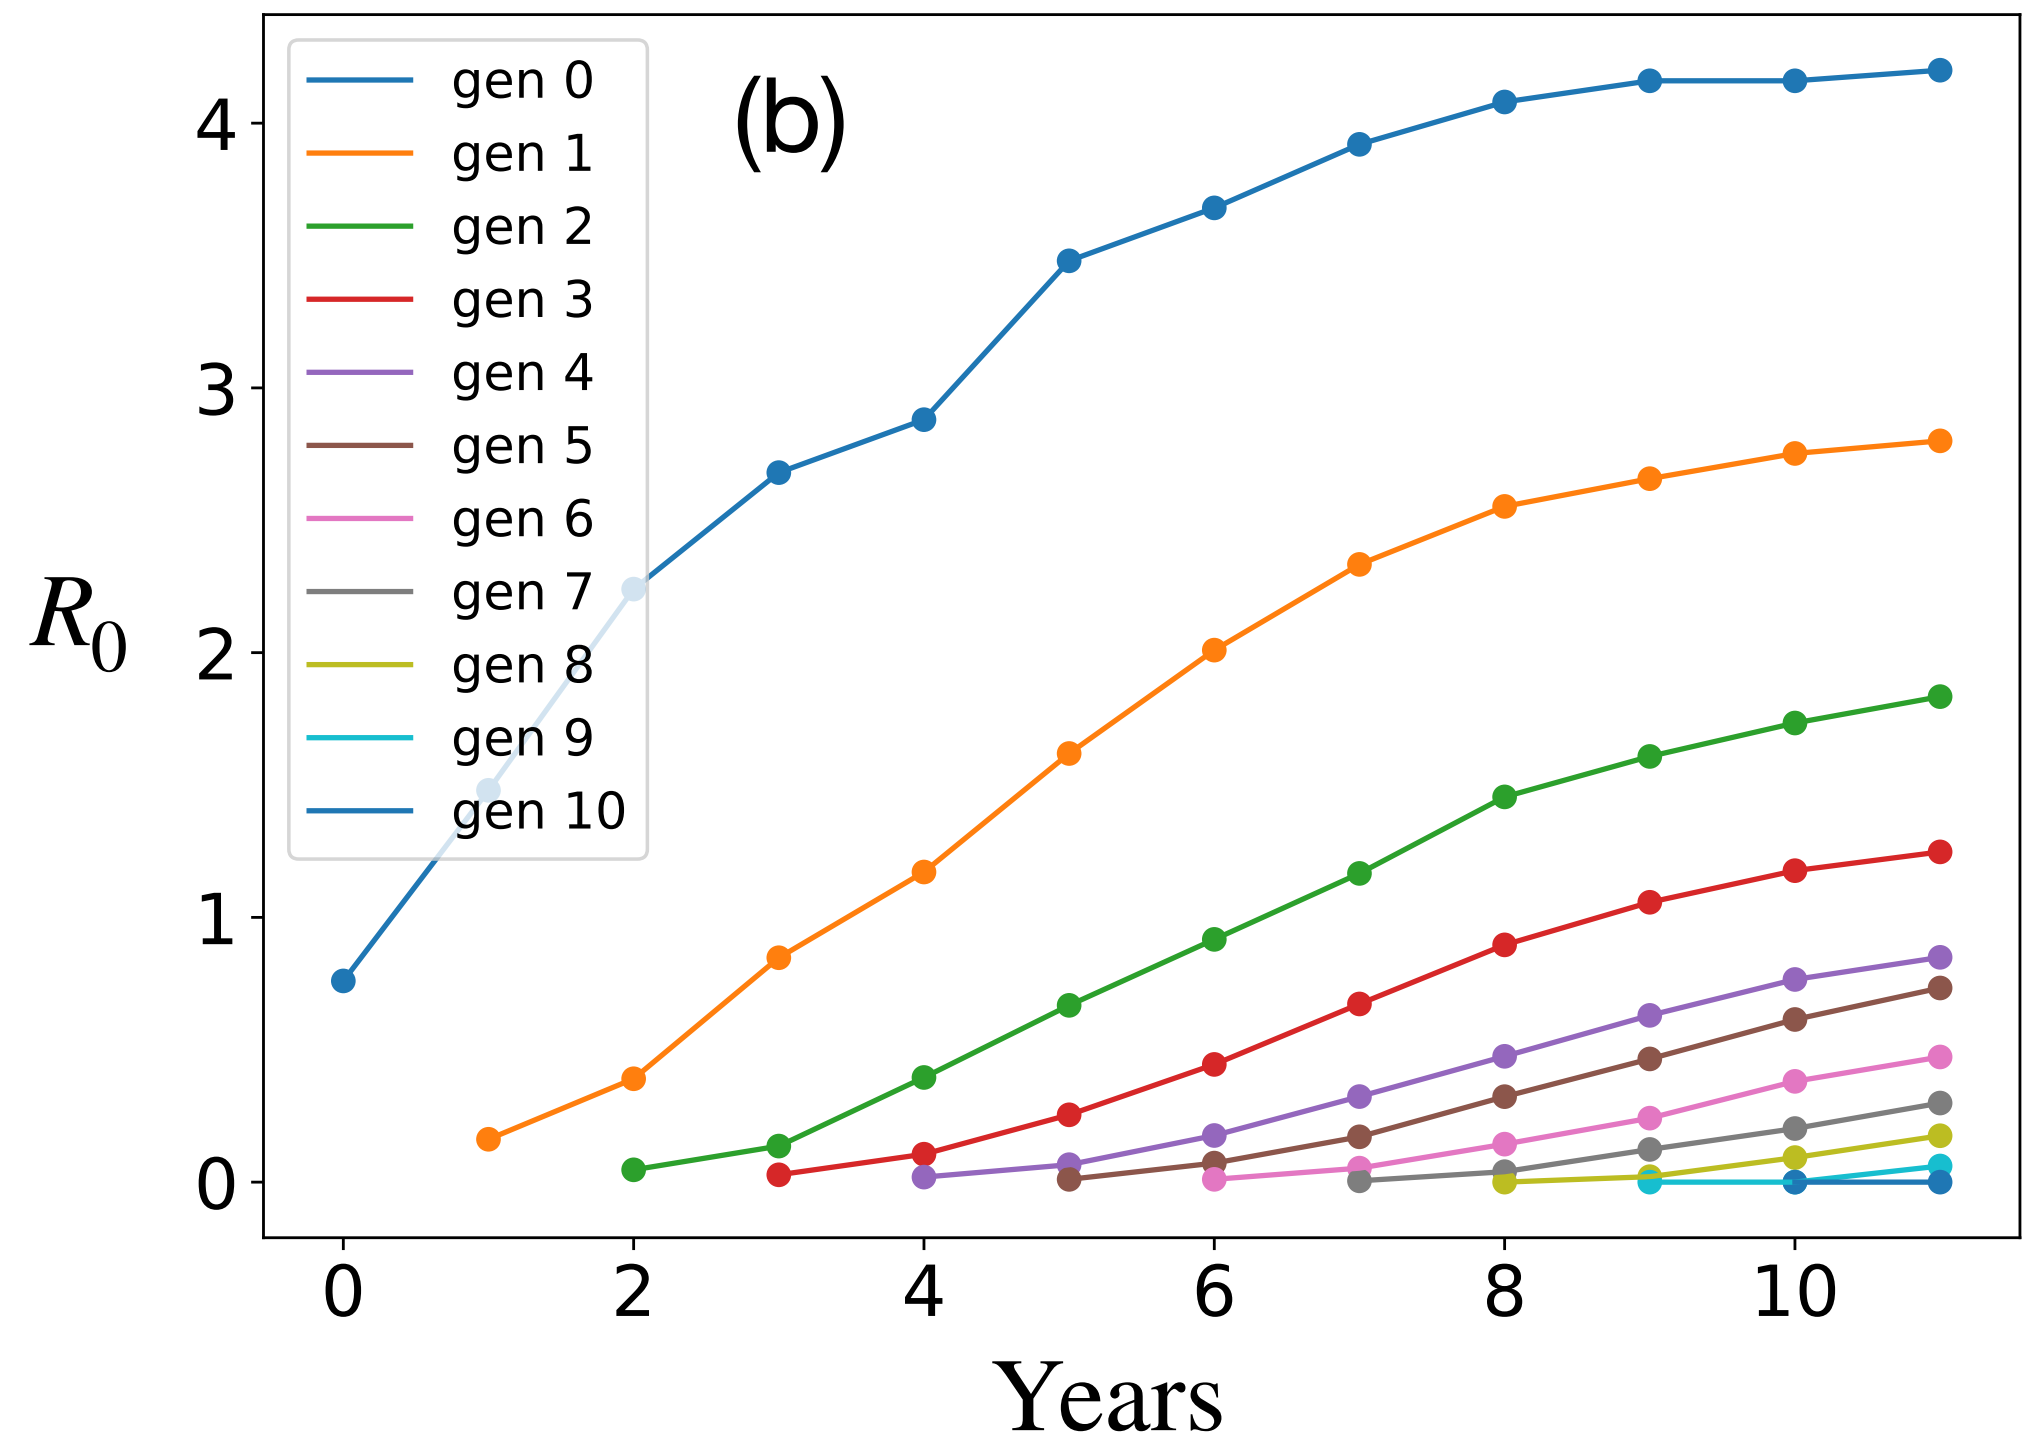 (b)
gen 0
gen 1
gen 2
gen 3
gen 4
gen 5
gen 6
gen 7
gen 8
gen 9
gen 10
4
3
2
1
0
R₀
0 2 4 6 8 10
Years